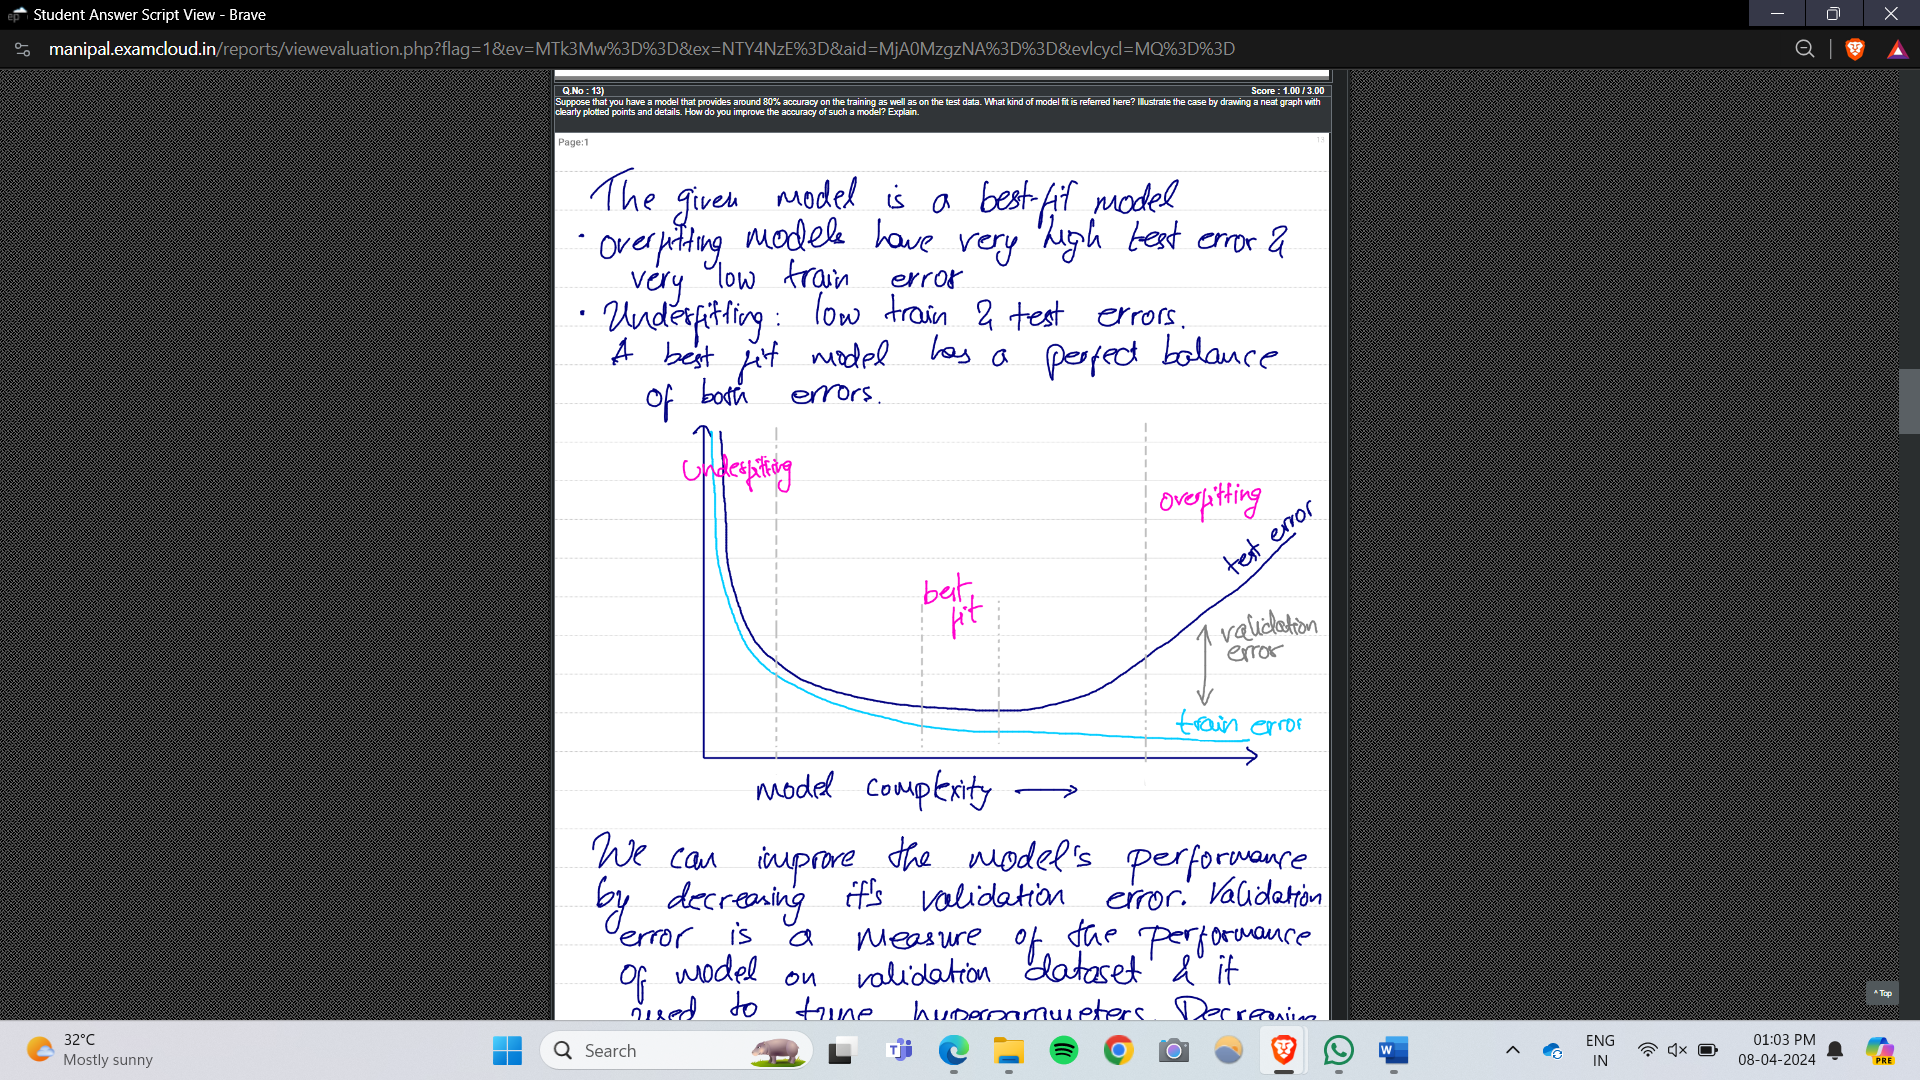 Student Answer Script View - Brave
manipal.examcloud.in/reports/viewevaluation.php?flag=1&ev=MTk3Mw%3D%3D&ex=NTY4NzE%3D&aid=MjA0MzgzNA%3D%3D&evlcycl=MQ%3D%3D
Q.No : 13) Score : 1.00 / 3.00
Suppose that you have a model that provides around 80% accuracy on the training as well as on the test data. What kind of model fit is referred here? Illustrate the case by drawing a neat graph with
clearly plotted points and details. How do you improve the accuracy of such a model? Explain.
Page:1
The given model is a best-fit model
· Overfitting models have very high test error &
very low train error
· Underfitting: low train & test errors.
A best fit model has a perfect balance
of both errors.
Underfitting
overfitting
test error
best
fit
validation
error
train error
model complexity →
We can improve the model's performance
by decreasing it's validation error. Validation
error is a measure of the performance
of model on validation dataset & it
used to tune hyperparameters. Decreasing
^ Top
32°C
Mostly sunny
Search
ENG
IN
01:03 PM
08-04-2024
PRE